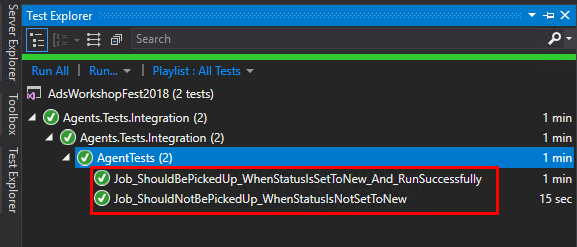 Test Explorer
Server Explorer
Toolbox
Test Explorer
Search
Run All Run... Playlist : All Tests
AdsWorkshopFest2018 (2 tests)
Agents.Tests.Integration (2) 1 min
Agents.Tests.Integration (2) 1 min
AgentTests (2) 1 min
Job_ShouldBePickedUp_WhenStatusIsSetToNew_And_RunSuccessfully 1 min
Job_ShouldNotBePickedUp_WhenStatusIsNotSetToNew 15 sec